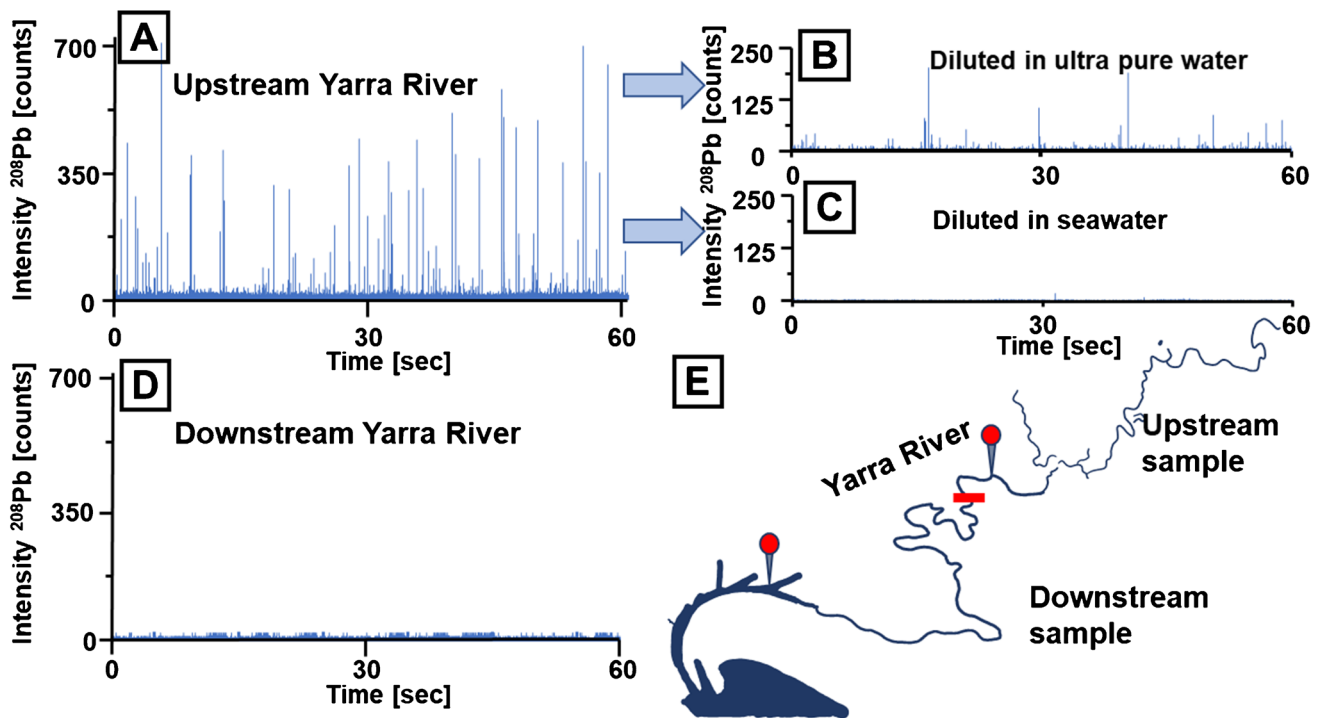 A
Upstream Yarra River
Intensity ²⁰⁸Pb [counts]
700
350
0
0
30
60
Time [sec]
B
Diluted in ultra pure water
Intensity ²⁰⁸Pb [counts]
250
125
0
0
30
60
C
Diluted in seawater
250
125
0
0
30
60
Time [sec]
D
Downstream Yarra River
Intensity ²⁰⁸Pb [counts]
700
350
0
0
30
60
Time [sec]
E
Yarra River
Upstream
sample
Downstream
sample